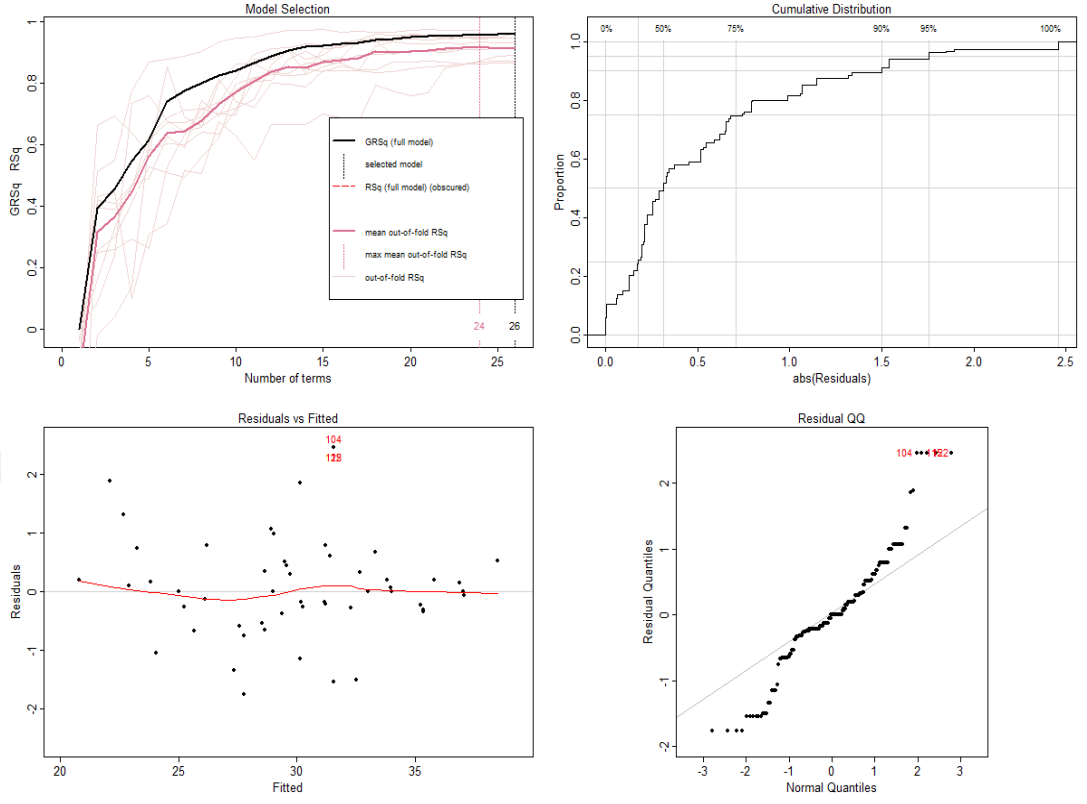 Model Selection
GRSq RSq
0 0.2 0.4 0.6 0.8 1
GRSq (full model)
selected model
RSq (full model) (obscured)
mean out-of-fold RSq
max mean out-of-fold RSq
out-of-fold RSq
24 26
0 5 10 15 20 25
Number of terms
Cumulative Distribution
0% 50% 75% 90% 95% 100%
Proportion
0.0 0.2 0.4 0.6 0.8 1.0
0.0 0.5 1.0 1.5 2.0 2.5
abs(Residuals)
Residuals vs Fitted
104
Residuals
-2 -1 0 1 2
20 25 30 35
Fitted
Residual QQ
104
Residual Quantiles
-2 -1 0 1 2
-3 -2 -1 0 1 2 3
Normal Quantiles